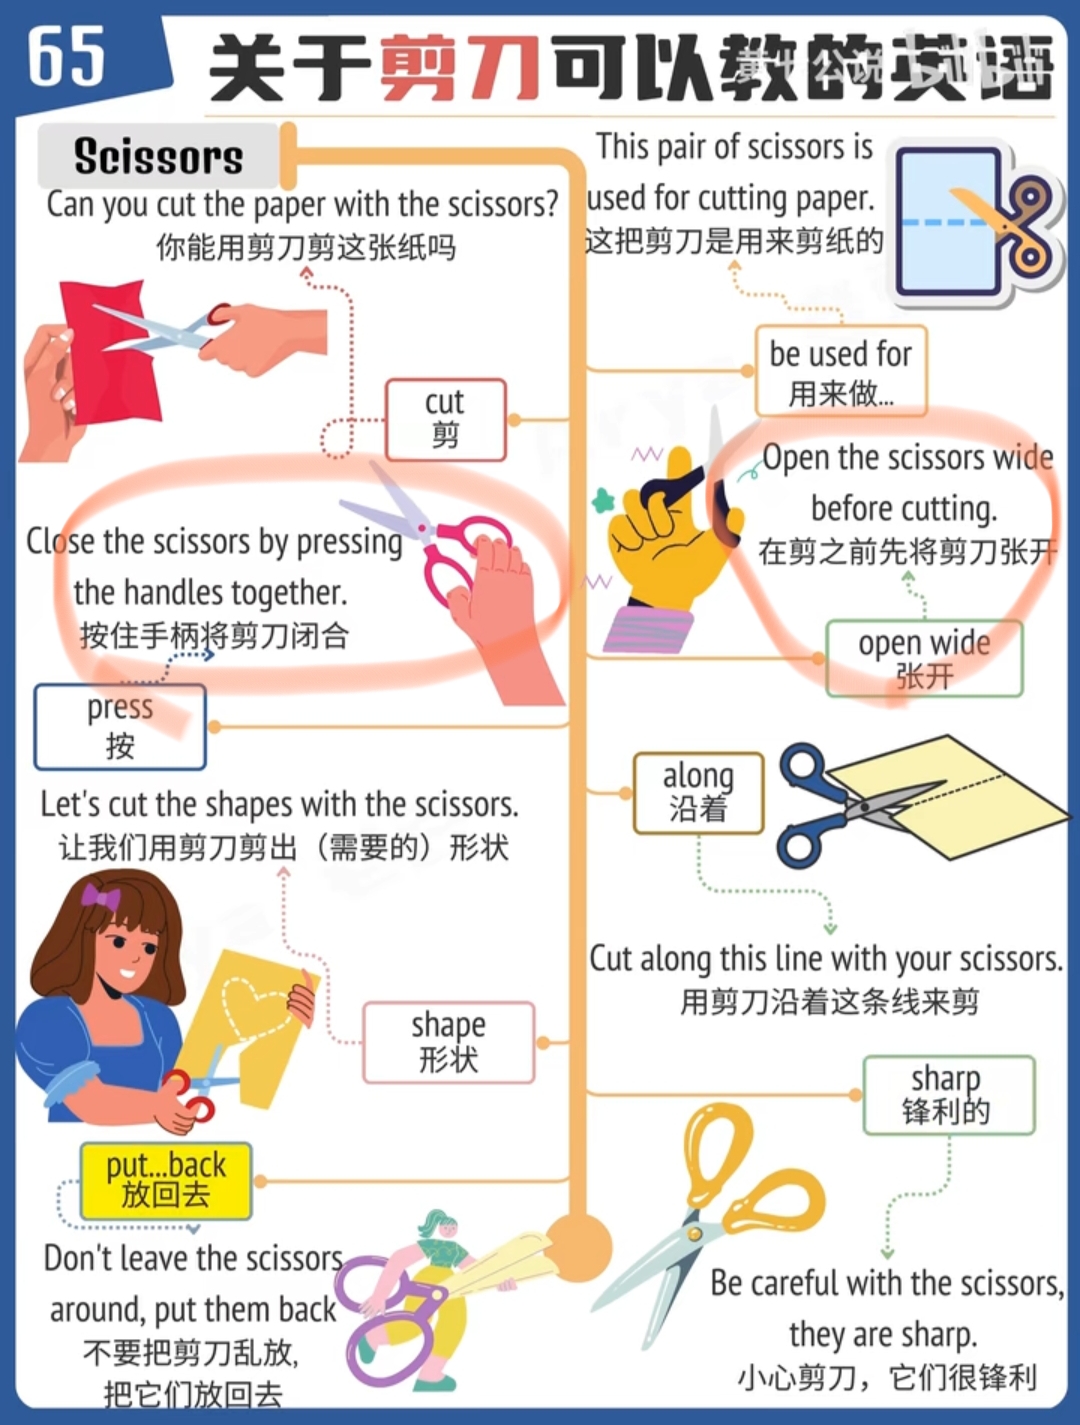 65
关于剪刀可以教的英语
Scissors
Can you cut the paper with the scissors?
你能用剪刀剪这张纸吗
cut
剪
Close the scissors by pressing
the handles together.
按住手柄将剪刀闭合
press
按
Let's cut the shapes with the scissors.
让我们用剪刀剪出（需要的）形状
shape
形状
put...back
放回去
Don't leave the scissors
around, put them back
不要把剪刀乱放,
把它们放回去
This pair of scissors is
used for cutting paper.
这把剪刀是用来剪纸的
be used for
用来做...
Open the scissors wide
before cutting.
在剪之前先将剪刀张开
open wide
张开
along
沿着
Cut along this line with your scissors.
用剪刀沿着这条线来剪
sharp
锋利的
Be careful with the scissors,
they are sharp.
小心剪刀，它们很锋利